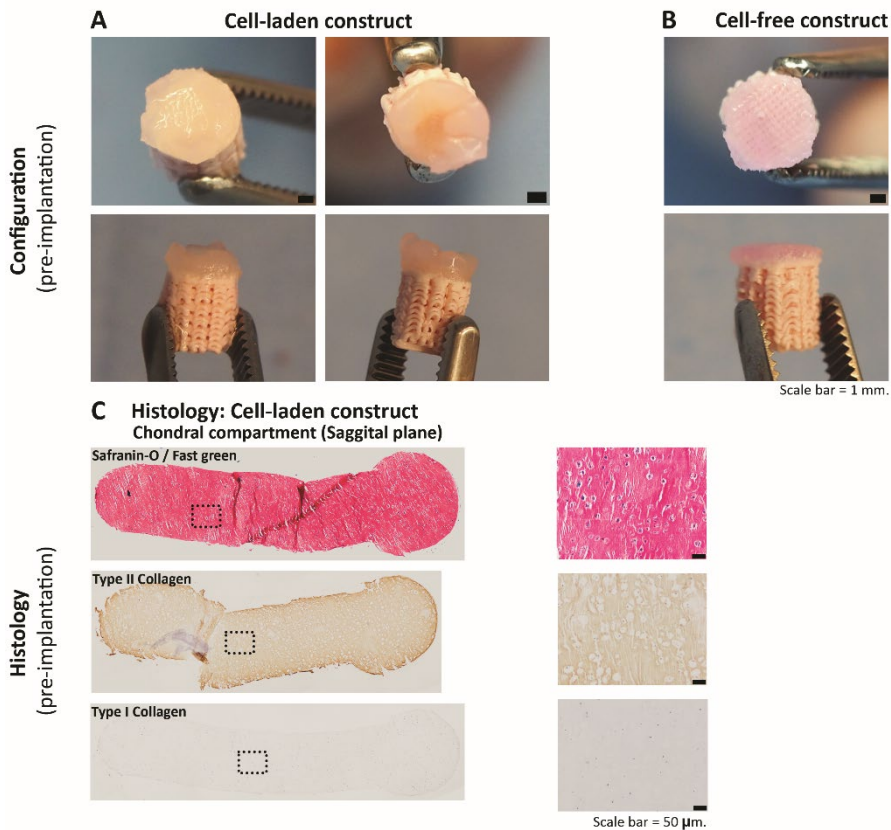 A
Cell-laden construct
B
Cell-free construct
Configuration
(pre-implantation)
Scale bar = 1 mm.
C
Histology: Cell-laden construct
Chondral compartment (Saggital plane)
Safranin-O / Fast green
Type II Collagen
Type I Collagen
Histology
(pre-implantation)
Scale bar = 50 µm.